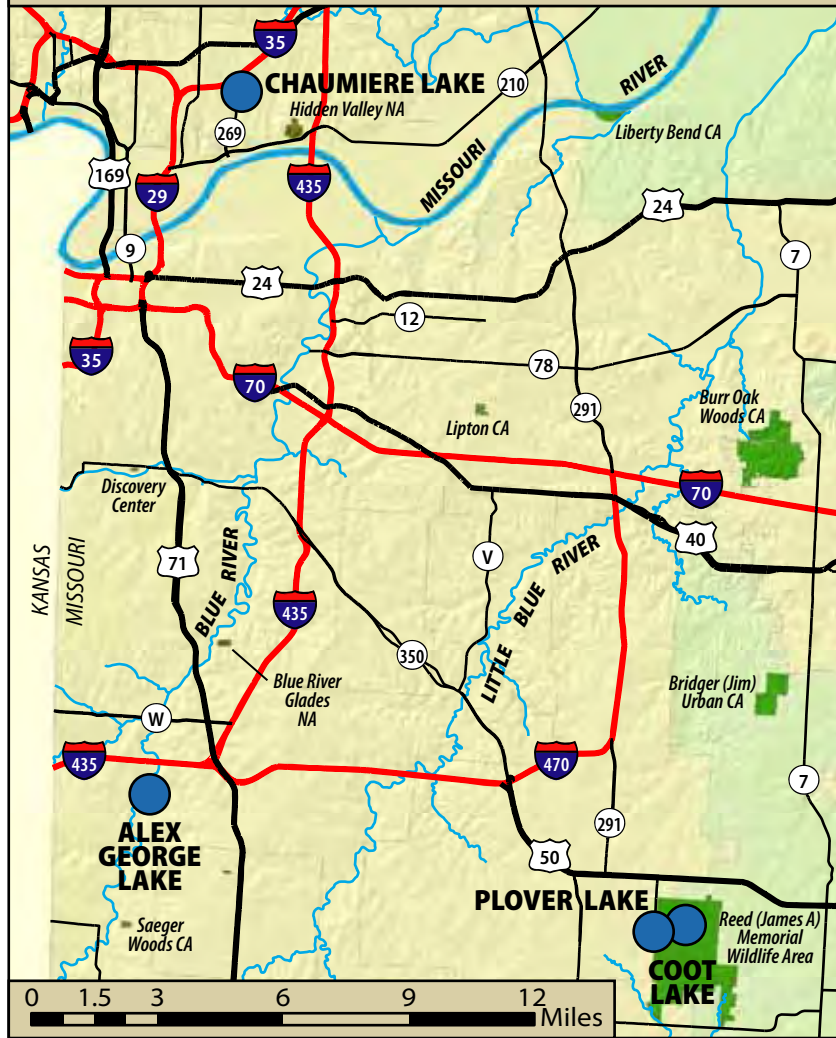 35
CHAUMIERE LAKE
Hidden Valley NA
210
RIVER
269
Liberty Bend CA
169
29
435
MISSOURI
24
9
7
24
12
35
70
78
291
Burr Oak
Woods CA
Lipton CA
Discovery
Center
70
40
KANSAS
MISSOURI
71
BLUE RIVER
V
LITTLE BLUE RIVER
435
350
Blue River
Glades
NA
Bridger (Jim)
Urban CA
W
435
470
7
ALEX
GEORGE
LAKE
291
50
PLOVER LAKE
Saeger
Woods CA
Reed (James A)
Memorial
Wildlife Area
COOT
LAKE
0 1.5 3 6 9 12
Miles